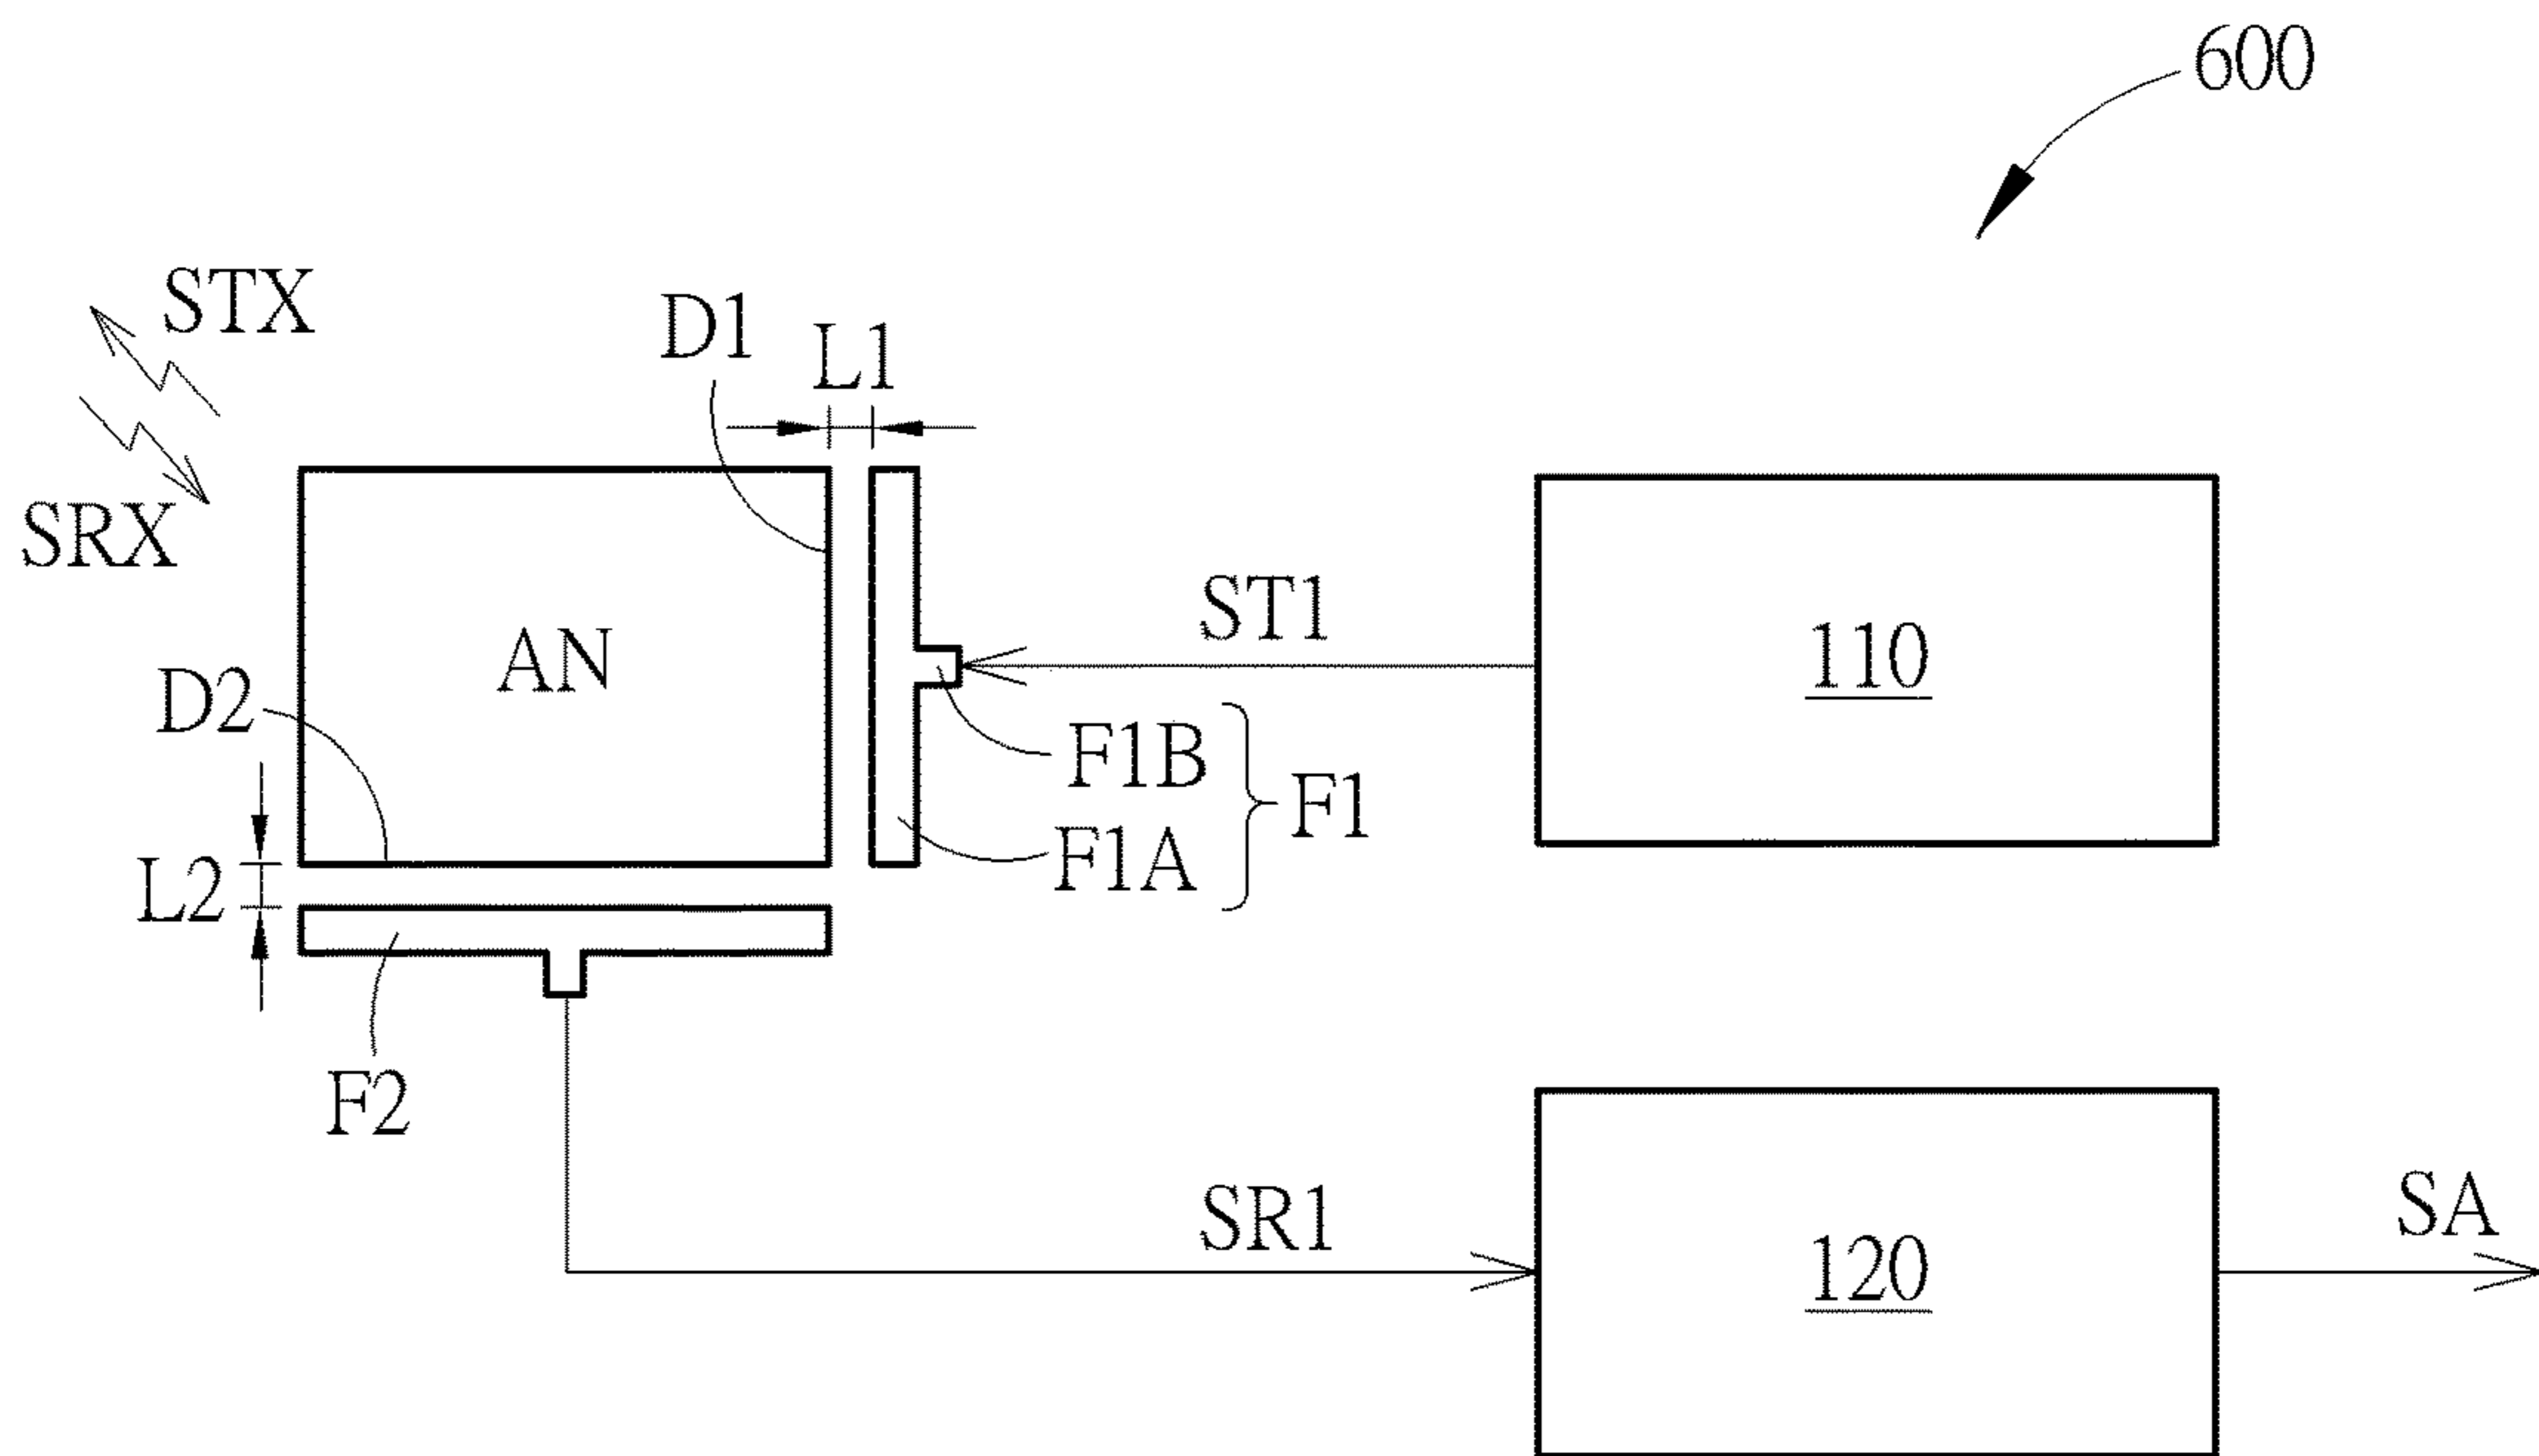 600
STX
D1
L1
SRX
ST1
AN
110
D2
F1B
F1
F1A
L2
F2
SR1
SA
120